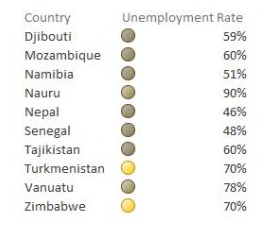 Country Unemployment Rate
Djibouti 59%
Mozambique 60%
Namibia 51%
Nauru 90%
Nepal 46%
Senegal 48%
Tajikistan 60%
Turkmenistan 70%
Vanuatu 78%
Zimbabwe 70%